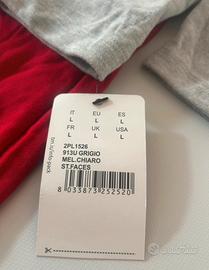 IT EU ES
L L L
FR UK USA
L L L
2PL1526
913U GRIGIO
MEL.CHIARO
ST.FACES
8 033873 252520